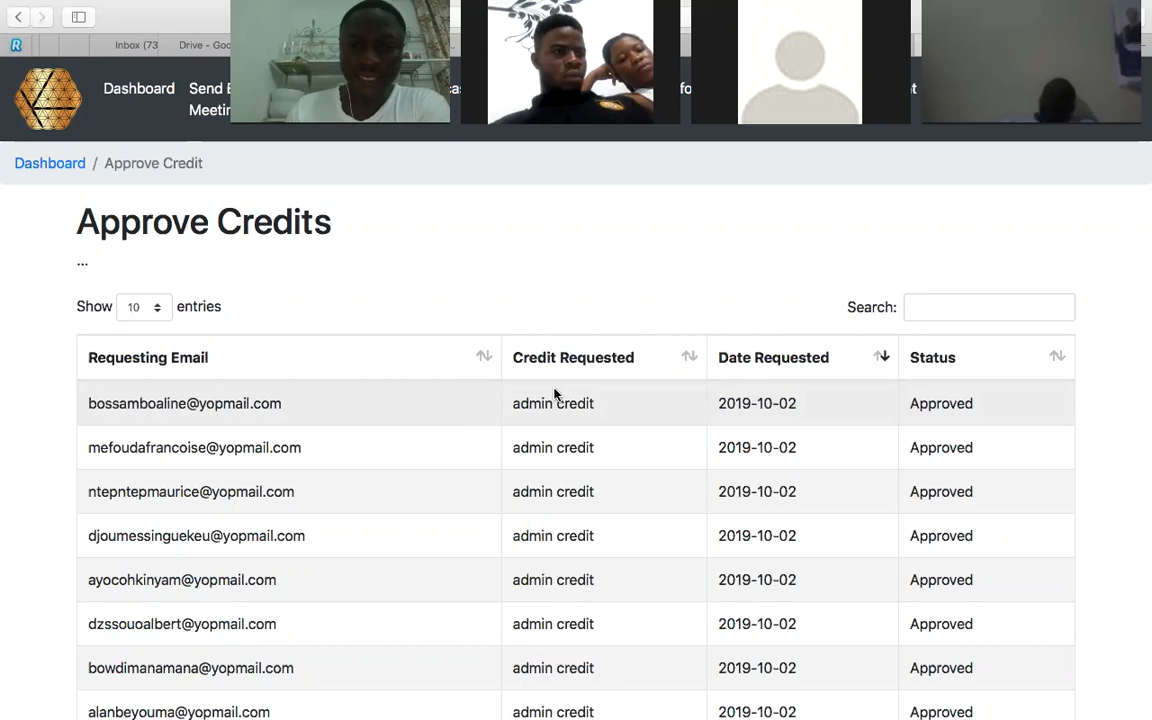 Inbox (73
Drive - Goo
Dashboard
Send
Meetin
Dashboard / Approve Credit
Approve Credits
...
Show 10 entries
Search:
Requesting Email Credit Requested Date Requested Status
bossamboaline@yopmail.com admin credit 2019-10-02 Approved
mefoudafrancoise@yopmail.com admin credit 2019-10-02 Approved
ntepntepmaurice@yopmail.com admin credit 2019-10-02 Approved
djoumessinguekeu@yopmail.com admin credit 2019-10-02 Approved
ayocohkinyam@yopmail.com admin credit 2019-10-02 Approved
dzssouoalbert@yopmail.com admin credit 2019-10-02 Approved
bowdimanamana@yopmail.com admin credit 2019-10-02 Approved
alanbeyouma@yopmail.com admin credit 2019-10-02 Approved